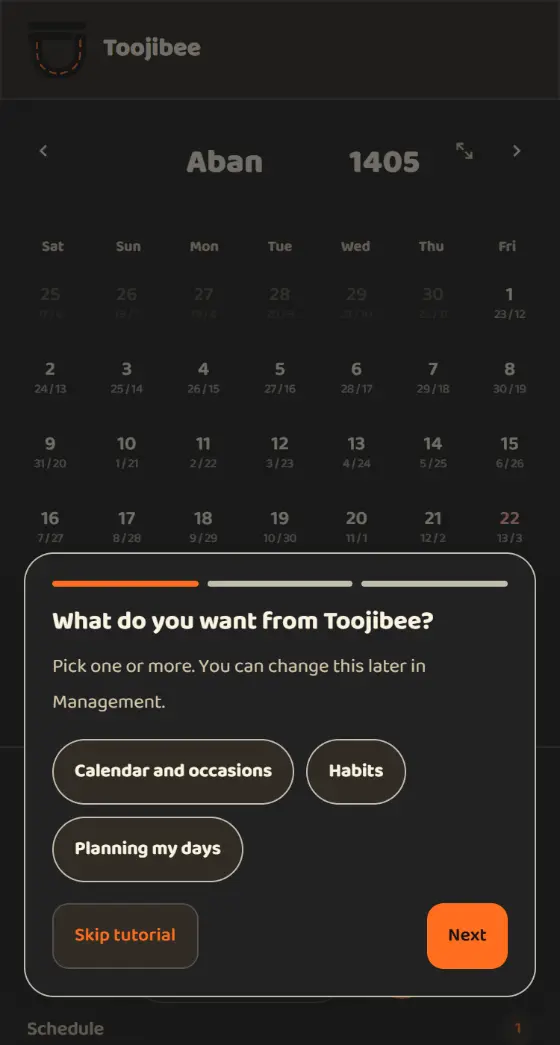 Toojibee
Aban 1405
Sat Sun Mon Tue Wed Thu Fri
25 26 27 28 29 30 1
23/12
2 3 4 5 6 7 8
24/13 25/14 26/15 27/16 28/17 29/18 30/19
9 10 11 12 13 14 15
31/20 1/21 2/22 3/23 4/24 5/25 6/26
16 17 18 19 20 21 22
7/27 8/28 9/29 10/30 11/1 12/2 13/3
What do you want from Toojibee?
Pick one or more. You can change this later in
Management.
Calendar and occasions Habits
Planning my days
Skip tutorial Next
Schedule 1